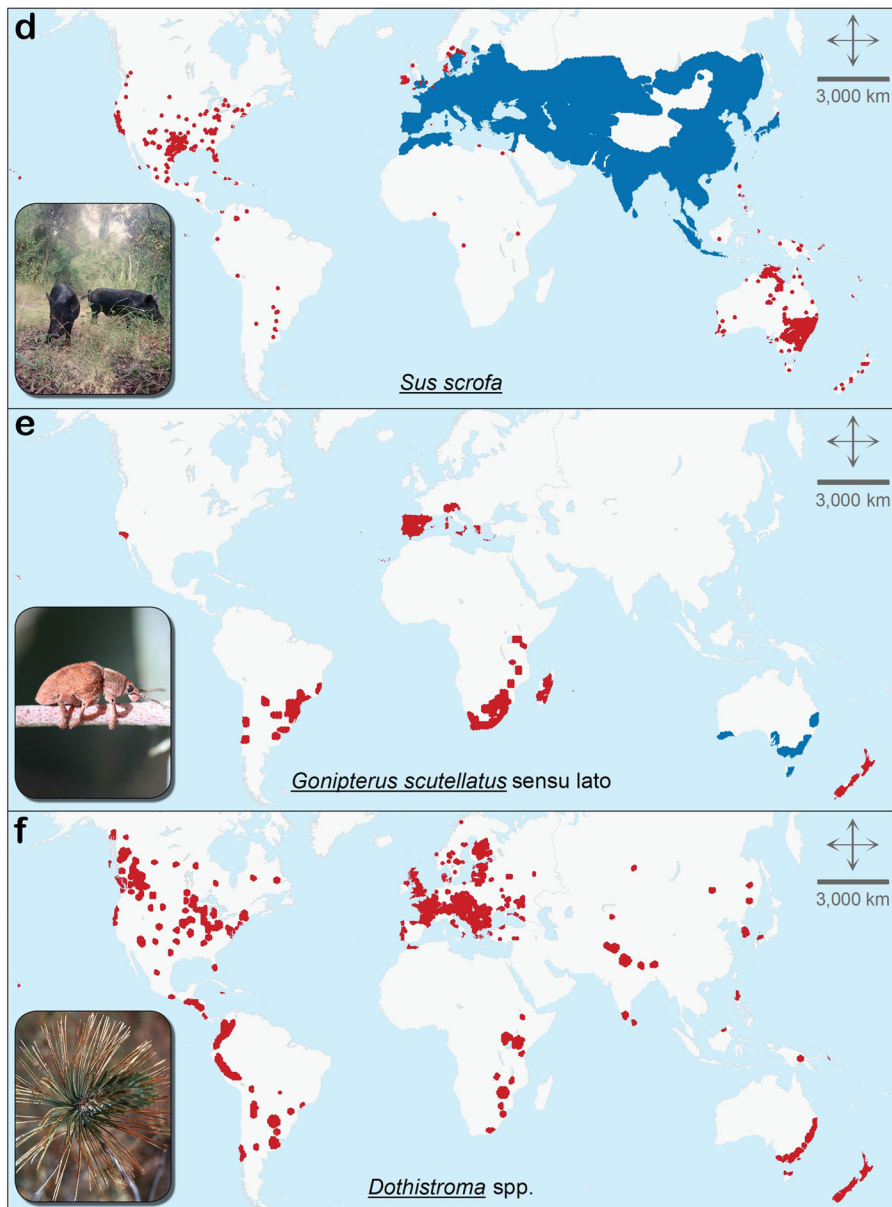 d
3,000 km
Sus scrofa
e
3,000 km
Gonipterus scutellatus sensu lato
f
3,000 km
Dothistroma spp.